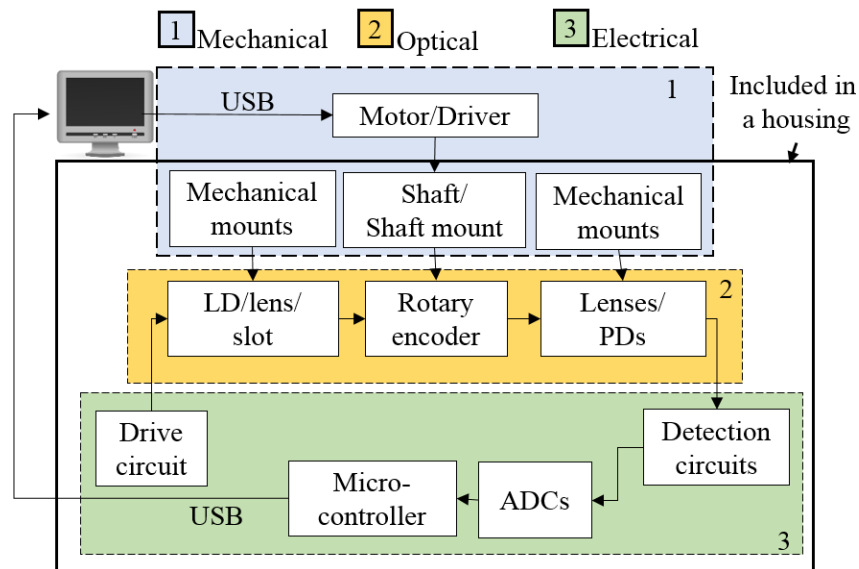 1 Mechanical
2 Optical
3 Electrical
USB
Motor/Driver
1
Included in
a housing
Mechanical
mounts
Shaft/
Shaft mount
Mechanical
mounts
2
LD/lens/
slot
Rotary
encoder
Lenses/
PDs
Drive
circuit
Detection
circuits
Micro-
controller
ADCs
USB
3